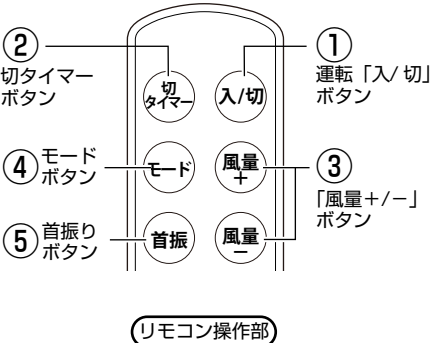 ②
切タイマー
ボタン
④
モード
ボタン
⑤
首振り
ボタン
切
タイマー
入/切
モード
風量
+
首振
風量
−
①
運転「入/切」
ボタン
③
「風量+/−」
ボタン
リモコン操作部